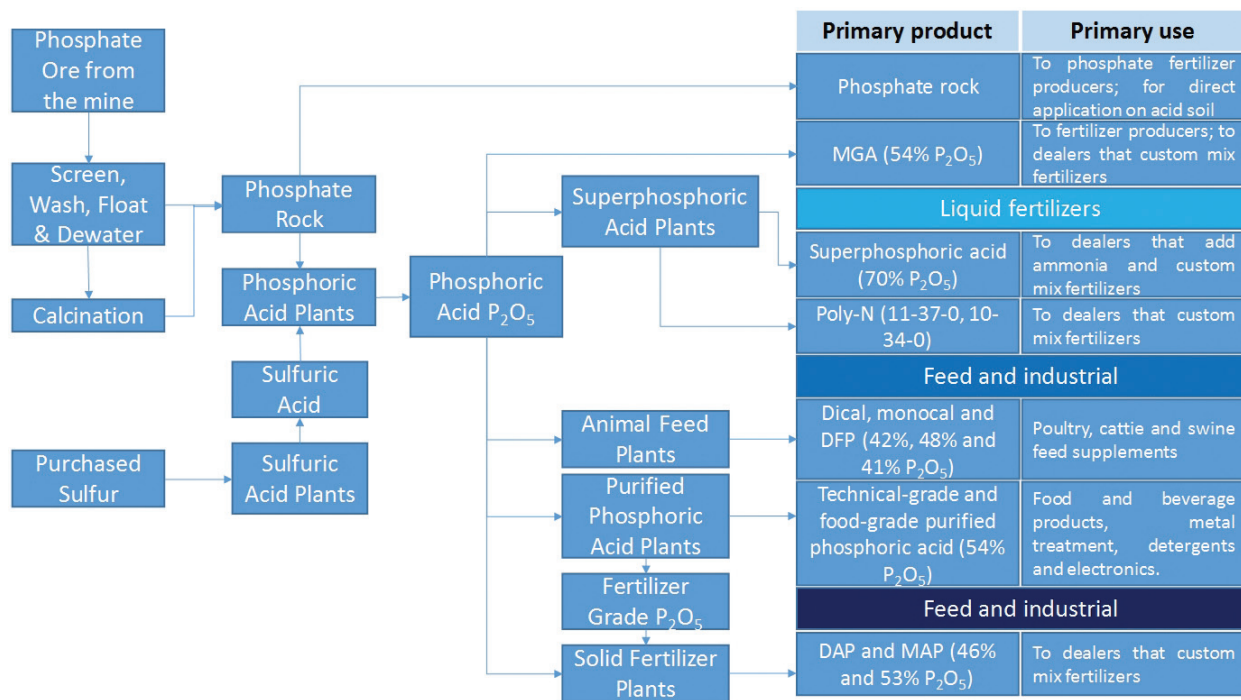 Phosphate
Ore from
the mine
Screen,
Wash, Float
& Dewater
Calcination
Purchased
Sulfur
Phosphate
Rock
Phosphoric
Acid Plants
Sulfuric
Acid
Sulfuric
Acid Plants
Phosphoric
Acid P₂O₅
Superphosphoric
Acid Plants
Animal Feed
Plants
Purified
Phosphoric
Acid Plants
Fertilizer
Grade P₂O₅
Solid Fertilizer
Plants
Primary product
Primary use
Phosphate rock
To phosphate fertilizer
producers; for direct
application on acid soil
MGA (54% P₂O₅)
To fertilizer producers; to
dealers that custom mix
fertilizers
Liquid fertilizers
Superphosphoric acid
(70% P₂O₅)
To dealers that add
ammonia and custom
mix fertilizers
Poly-N (11-37-0, 10-
34-0)
To dealers that custom
mix fertilizers
Feed and industrial
Dical, monocal and
DFP (42%, 48% and
41% P₂O₅)
Poultry, cattie and swine
feed supplements
Technical-grade and
food-grade purified
phosphoric acid (54%
P₂O₅)
Food and beverage
products, metal
treatment, detergents
and electronics.
Feed and industrial
DAP and MAP (46%
and 53% P₂O₅)
To dealers that custom
mix fertilizers